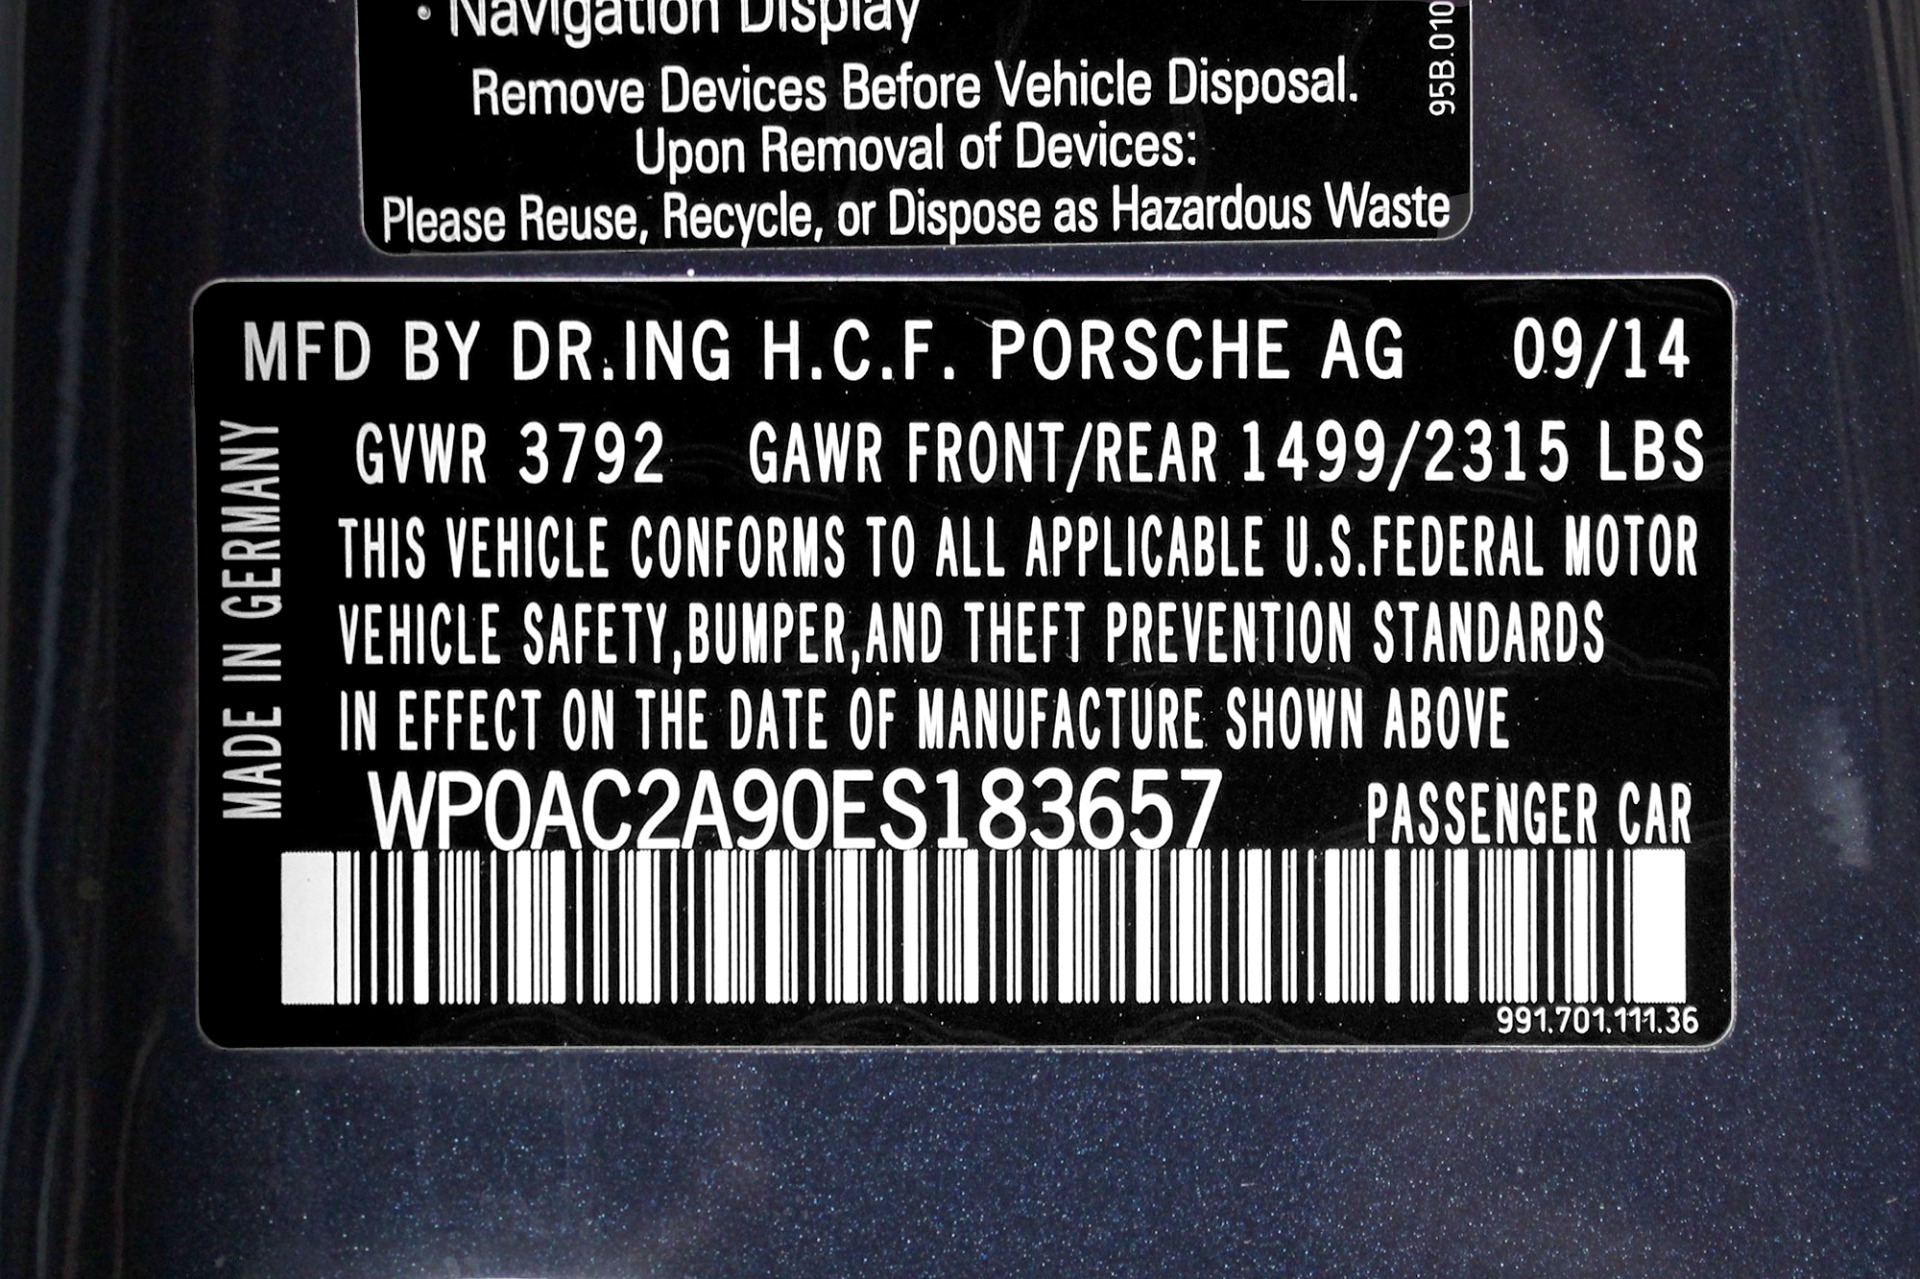 • Navigation Display
Remove Devices Before Vehicle Disposal.
Upon Removal of Devices:
Please Reuse, Recycle, or Dispose as Hazardous Waste
95B.010
MFD BY DR.ING H.C.F. PORSCHE AG 09/14
GVWR 3792 GAWR FRONT/REAR 1499/2315 LBS
THIS VEHICLE CONFORMS TO ALL APPLICABLE U.S.FEDERAL MOTOR
VEHICLE SAFETY,BUMPER,AND THEFT PREVENTION STANDARDS
IN EFFECT ON THE DATE OF MANUFACTURE SHOWN ABOVE
WP0AC2A90ES183657 PASSENGER CAR
MADE IN GERMANY
991.701.111.36